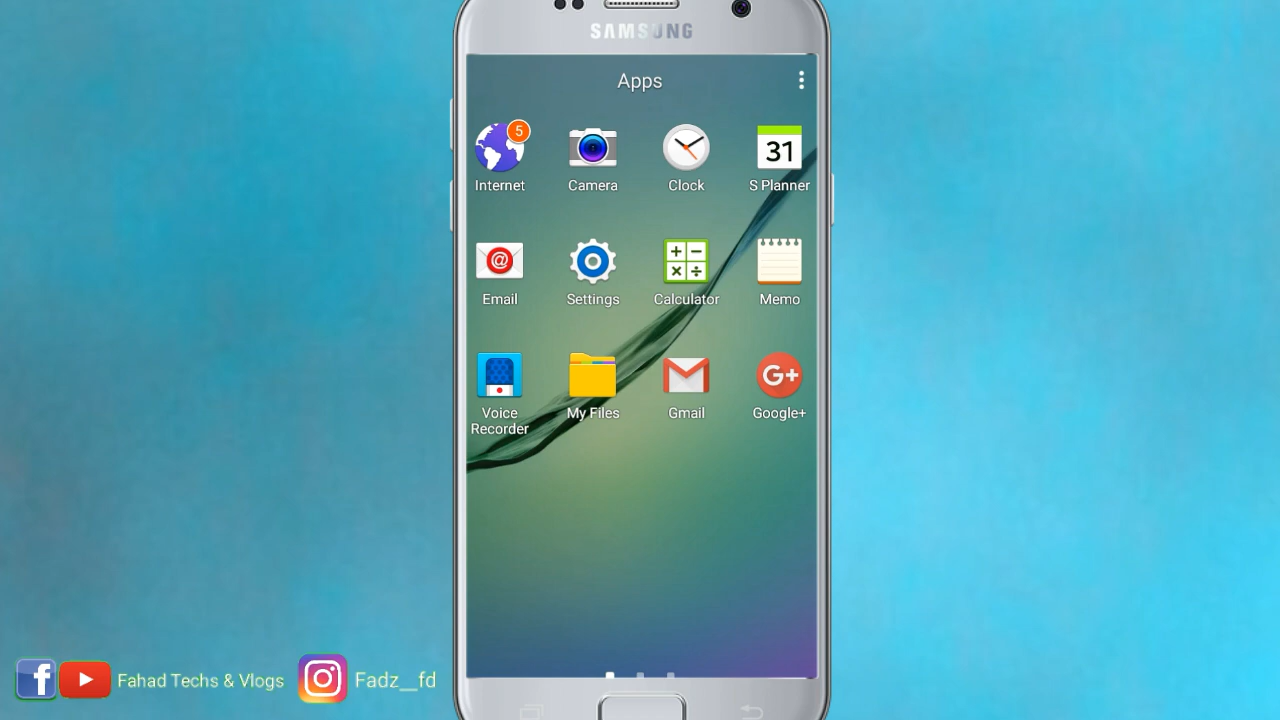 SAMSUNG
Apps
5
Internet
Camera
Clock
31
S Planner
@
Email
Settings
+ − × ÷
Calculator
Memo
Voice
Recorder
My Files
Gmail
G+
Google+
f
Fahad Techs & Vlogs
Fadz__fd